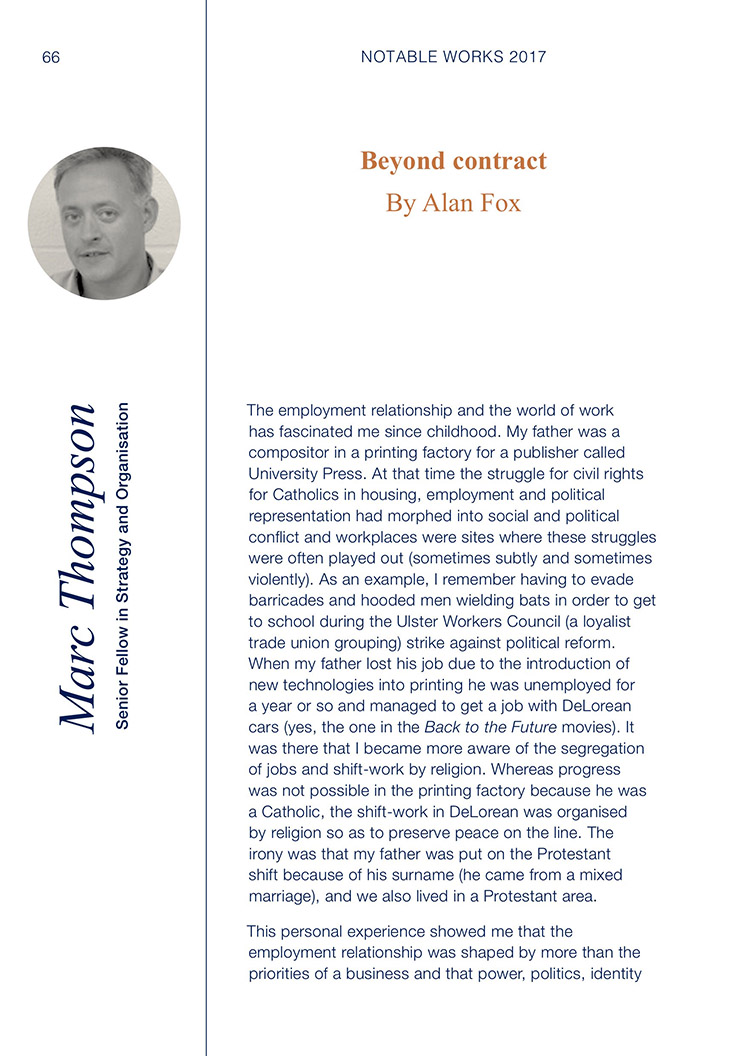 66
NOTABLE WORKS 2017
Beyond contract
By Alan Fox
Marc Thompson
Senior Fellow in Strategy and Organisation
The employment relationship and the world of work
has fascinated me since childhood. My father was a
compositor in a printing factory for a publisher called
University Press. At that time the struggle for civil rights
for Catholics in housing, employment and political
representation had morphed into social and political
conflict and workplaces were sites where these struggles
were often played out (sometimes subtly and sometimes
violently). As an example, I remember having to evade
barricades and hooded men wielding bats in order to get
to school during the Ulster Workers Council (a loyalist
trade union grouping) strike against political reform.
When my father lost his job due to the introduction of
new technologies into printing he was unemployed for
a year or so and managed to get a job with DeLorean
cars (yes, the one in the Back to the Future movies). It
was there that I became more aware of the segregation
of jobs and shift-work by religion. Whereas progress
was not possible in the printing factory because he was
a Catholic, the shift-work in DeLorean was organised
by religion so as to preserve peace on the line. The
irony was that my father was put on the Protestant
shift because of his surname (he came from a mixed
marriage), and we also lived in a Protestant area.
This personal experience showed me that the
employment relationship was shaped by more than the
priorities of a business and that power, politics, identity